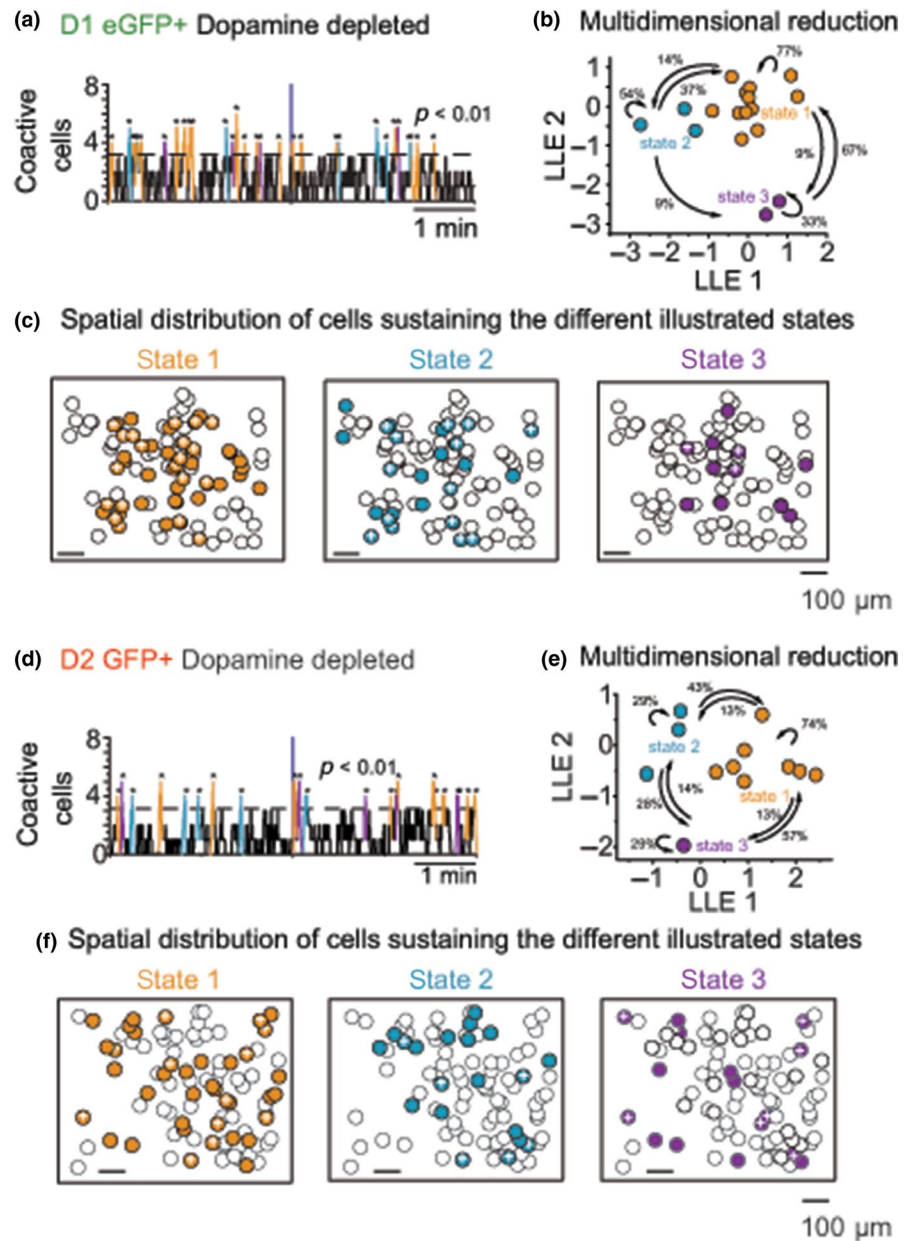 (a) D1 eGFP+ Dopamine depleted
8
4
0
Coactive
cells
p < 0.01
1 min
(b) Multidimensional reduction
1
0
–1
–2
–3
LLE 2
14%
77%
54%
37%
state 1
state 2
9%
67%
9%
state 3
33%
–3 –2 –1 0 1 2
LLE 1
(c) Spatial distribution of cells sustaining the different illustrated states
State 1 State 2 State 3
100 µm
(d) D2 GFP+ Dopamine depleted
8
4
0
Coactive
cells
p < 0.01
1 min
(e) Multidimensional reduction
1
0
–1
–2
LLE 2
43%
29%
13%
74%
state 2
state 1
28%
14%
13%
57%
29%
state 3
–1 0 1 2
LLE 1
(f) Spatial distribution of cells sustaining the different illustrated states
State 1 State 2 State 3
100 µm